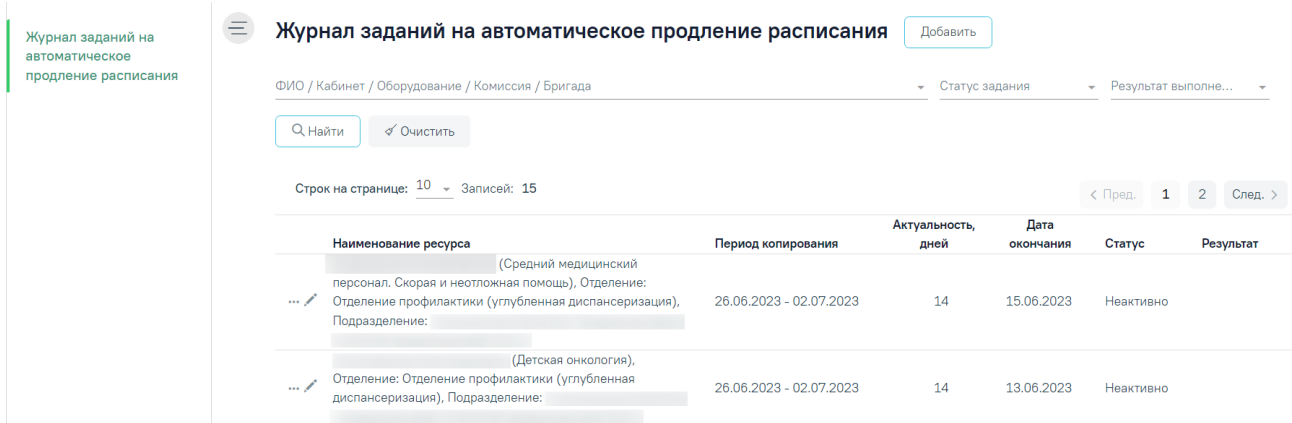 Журнал заданий на
автоматическое
продление расписания
Журнал заданий на автоматическое продление расписания
Добавить
ФИО / Кабинет / Оборудование / Комиссия / Бригада
Статус задания
Результат выполне...
Найти
Очистить
Строк на странице: 10 Записей: 15
< Пред. 1 2 След. >
Наименование ресурса
Период копирования
Актуальность,
дней
Дата
окончания
Статус
Результат
(Средний медицинский
персонал. Скорая и неотложная помощь), Отделение:
Отделение профилактики (углубленная диспансеризация),
Подразделение:
26.06.2023 - 02.07.2023
14
15.06.2023
Неактивно
(Детская онкология),
Отделение: Отделение профилактики (углубленная
диспансеризация), Подразделение:
26.06.2023 - 02.07.2023
14
13.06.2023
Неактивно